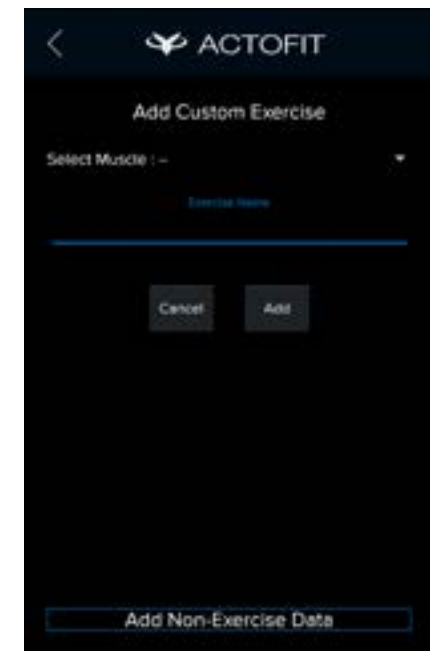 ACTOFIT
Add Custom Exercise
Select Muscle : –
Exercise Name
Cancel Add
Add Non-Exercise Data